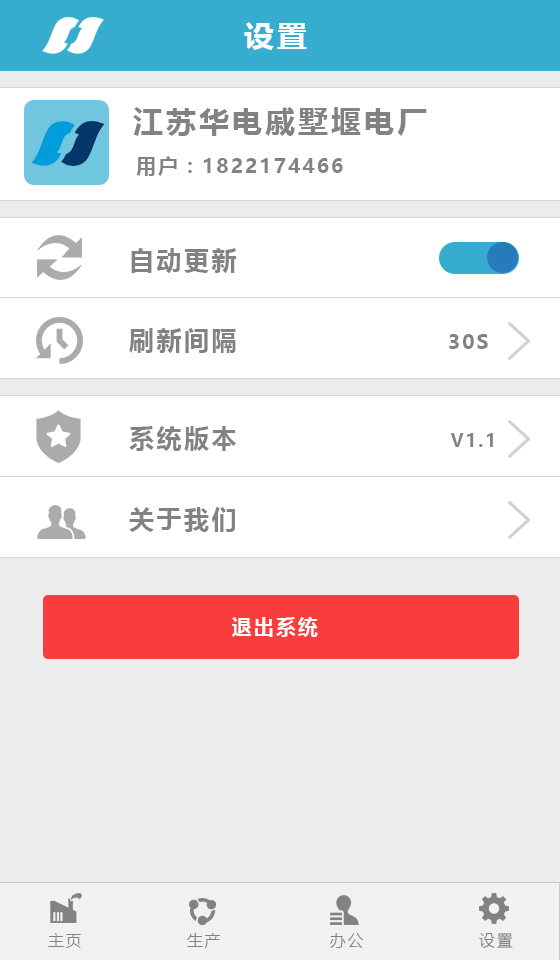 设置
江苏华电戚墅堰电厂
用户：1822174466
自动更新
刷新间隔 30S
系统版本 V1.1
关于我们
退出系统
主页 生产 办公 设置